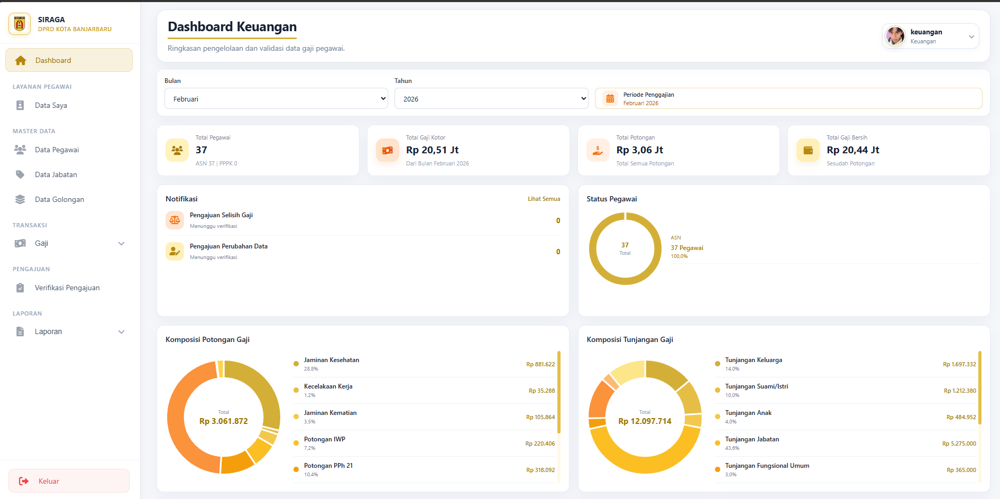 SIRAGA
DPRD KOTA BANJARBARU
Dashboard
LAYANAN PEGAWAI
Data Saya
MASTER DATA
Data Pegawai
Data Jabatan
Data Golongan
TRANSAKSI
Gaji
PENGAJUAN
Verifikasi Pengajuan
LAPORAN
Laporan
Keluar
Dashboard Keuangan
Ringkasan pengelolaan dan validasi data gaji pegawai.
keuangan
Keuangan
Bulan
Februari
Tahun
2026
Periode Penggajian
Februari 2026
Total Pegawai
37
ASN 37 | PPPK 0
Total Gaji Kotor
Rp 20,51 Jt
Dari Bulan Februari 2026
Total Potongan
Rp 3,06 Jt
Total Semua Potongan
Total Gaji Bersih
Rp 20,44 Jt
Sesudah Potongan
Notifikasi
Lihat Semua
Pengajuan Selisih Gaji
Menunggu verifikasi
0
Pengajuan Perubahan Data
Menunggu verifikasi
0
Status Pegawai
37
Total
ASN
37 Pegawai
100,0%
Komposisi Potongan Gaji
Total
Rp 3.061.872
Jaminan Kesehatan
28,8%
Rp 881.622
Kecelakaan Kerja
1,2%
Rp 35.288
Jaminan Kematian
3,5%
Rp 105.864
Potongan IWP
7,2%
Rp 220.406
Potongan PPh 21
10,4%
Rp 318.092
Komposisi Tunjangan Gaji
Total
Rp 12.097.714
Tunjangan Keluarga
14,0%
Rp 1.697.332
Tunjangan Suami/Istri
10,0%
Rp 1.212.380
Tunjangan Anak
4,0%
Rp 484.952
Tunjangan Jabatan
43,6%
Rp 5.275.000
Tunjangan Fungsional Umum
3,0%
Rp 365.000